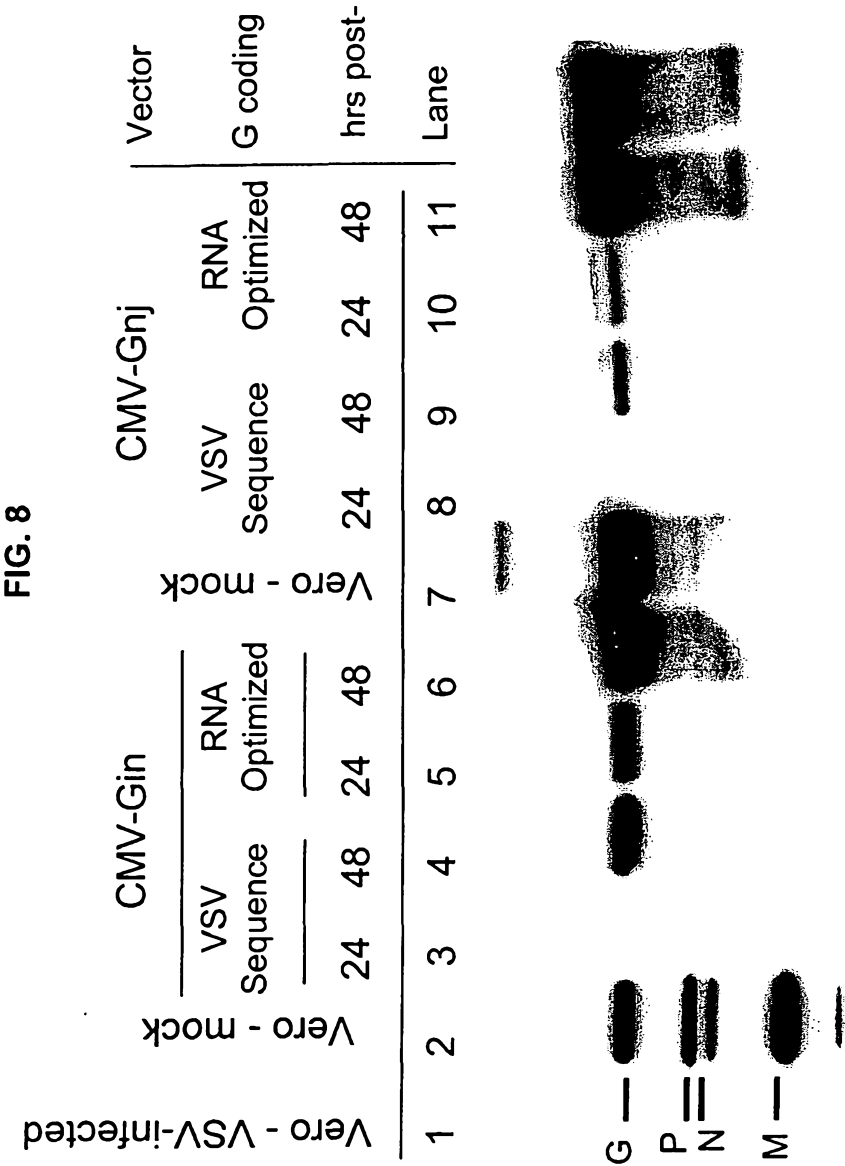 FIG. 8
CMV-Gin
CMV-Gnj
Vector
VSV
Sequence
RNA
Optimized
VSV
Sequence
RNA
Optimized
G coding
Vero - VSV-infected
Vero - mock
24
48
24
48
Vero - mock
24
48
24
48
hrs post-
1
2
3
4
5
6
7
8
9
10
11
Lane
G
P
N
M